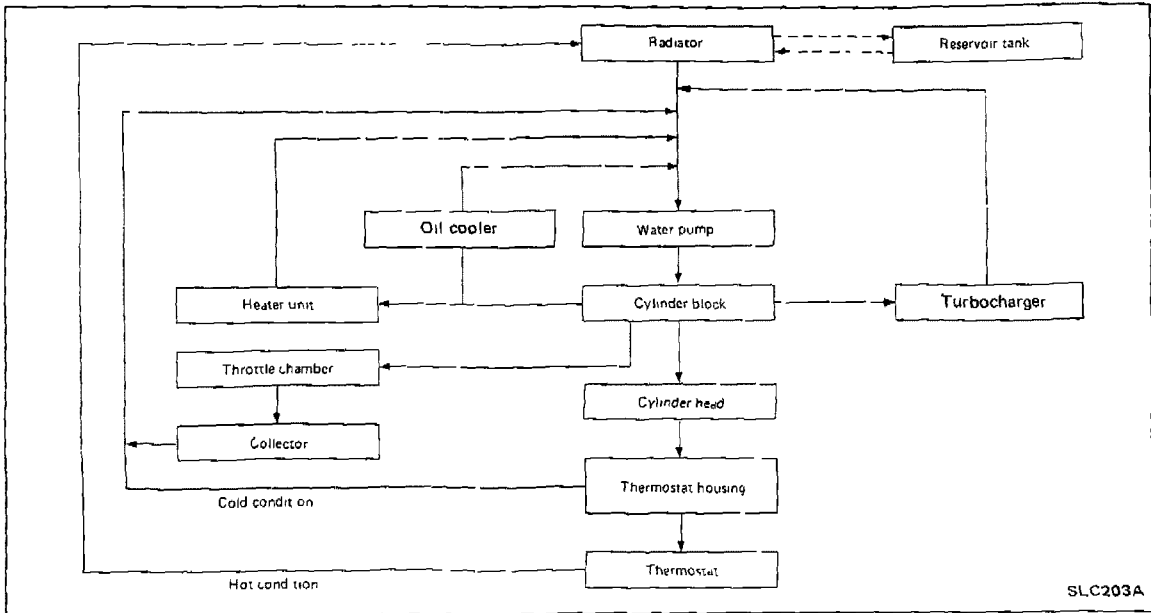 Radiator
Reservoir tank
Oil cooler
Water pump
Heater unit
Cylinder block
Turbocharger
Throttle chamber
Cylinder head
Collector
Thermostat housing
Cold condition
Thermostat
Hot condition
SLC203A